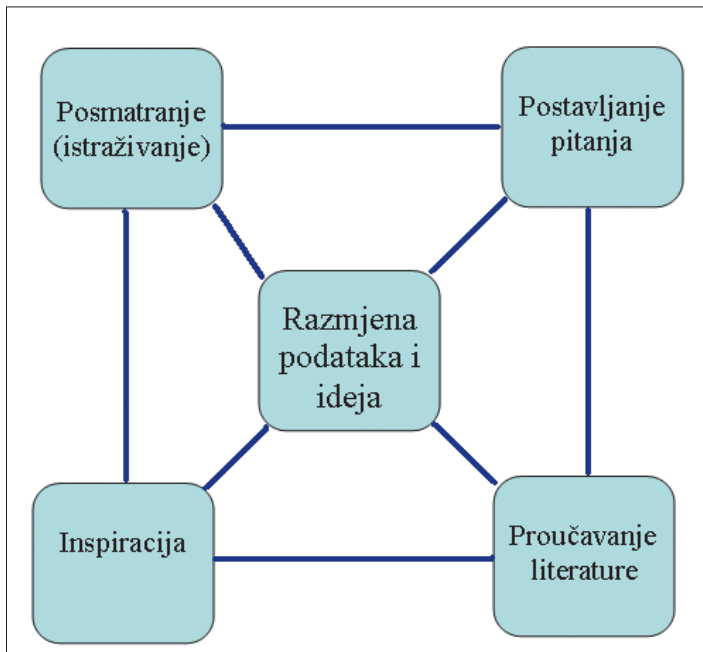 Posmatranje
(istraživanje)
Postavljanje
pitanja
Razmjena
podataka i
ideja
Inspiracija
Proučavanje
literature